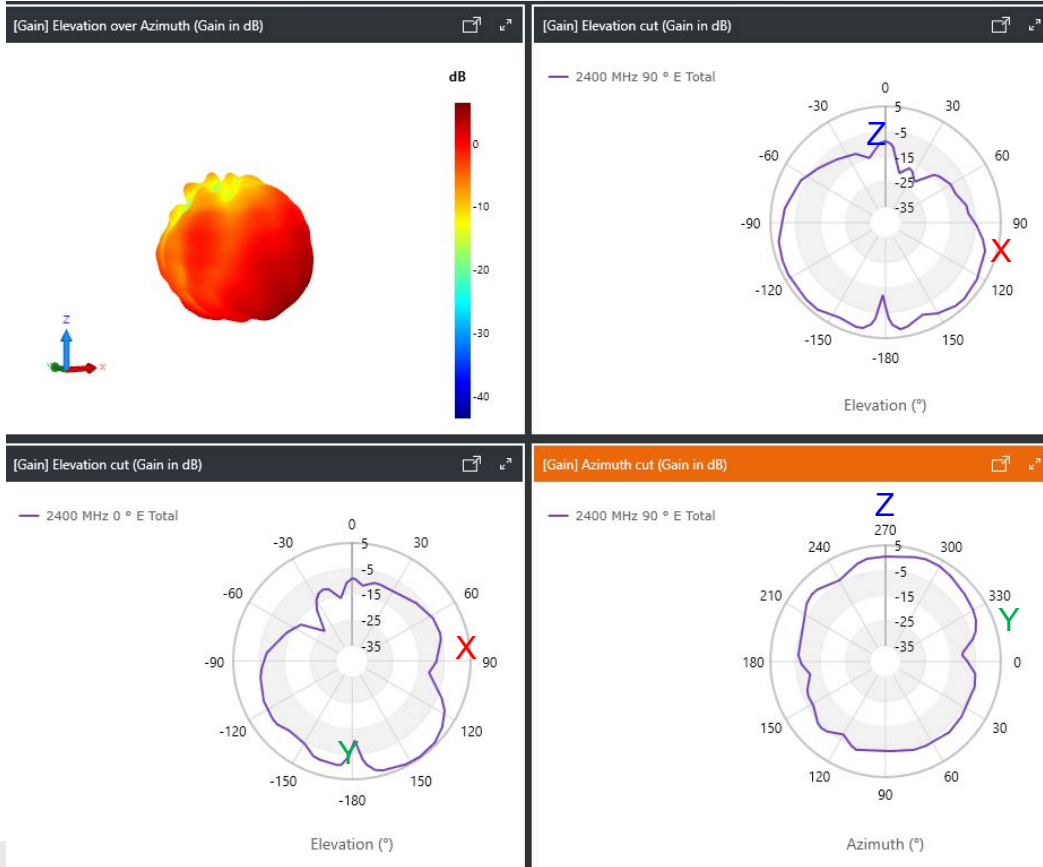 [Gain] Elevation over Azimuth (Gain in dB)
dB
0
-10
-20
-30
-40
Z
Y
X
[Gain] Elevation cut (Gain in dB)
2400 MHz 90 ° E Total
0
-30
30
5
Z
-5
-60
60
-15
-25
-35
-90
90
X
-120
120
-150
150
-180
Elevation (°)
[Gain] Elevation cut (Gain in dB)
2400 MHz 0 ° E Total
0
-30
30
5
-5
-60
60
-15
-25
-35
X
-90
90
-120
120
Y
-150
150
-180
Elevation (°)
[Gain] Azimuth cut (Gain in dB)
2400 MHz 90 ° E Total
Z
270
240
300
5
-5
210
330
-15
Y
-25
-35
180
0
150
30
120
60
90
Azimuth (°)